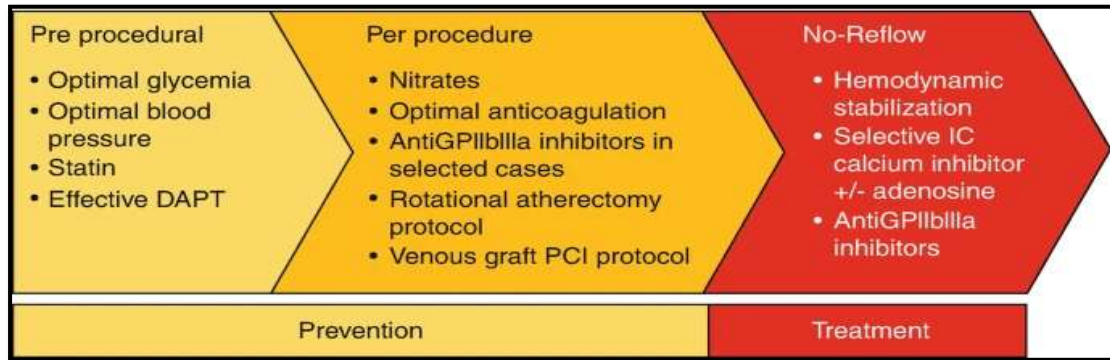 Pre procedural
• Optimal glycemia
• Optimal blood
pressure
• Statin
• Effective DAPT
Per procedure
• Nitrates
• Optimal anticoagulation
• AntiGPIIbIIIa inhibitors in
selected cases
• Rotational atherectomy
protocol
• Venous graft PCI protocol
No-Reflow
• Hemodynamic
stabilization
• Selective IC
calcium inhibitor
+/- adenosine
• AntiGPIIbIIIa
inhibitors
Prevention
Treatment